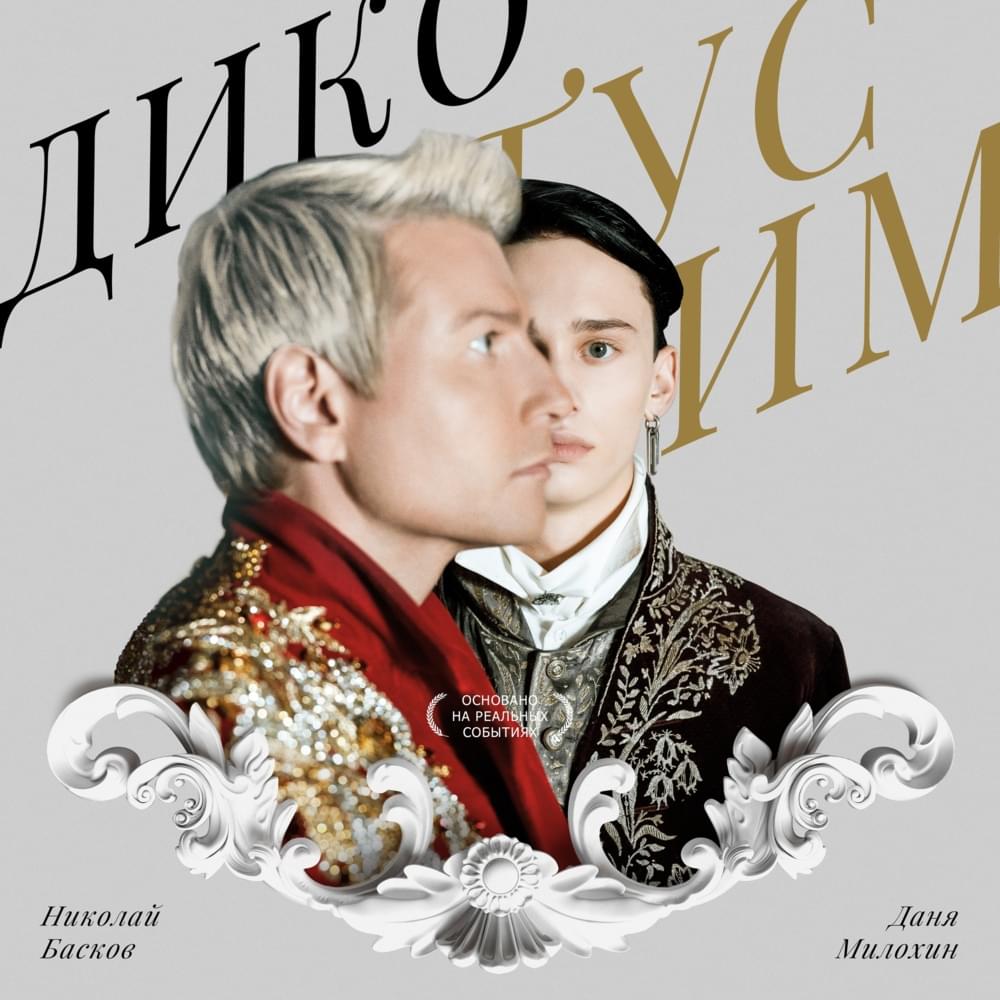 ДИКО
ТУС
ИМ
ОСНОВАНО
НА РЕАЛЬНЫХ
СОБЫТИЯХ
Николай
Басков
Даня
Милохин